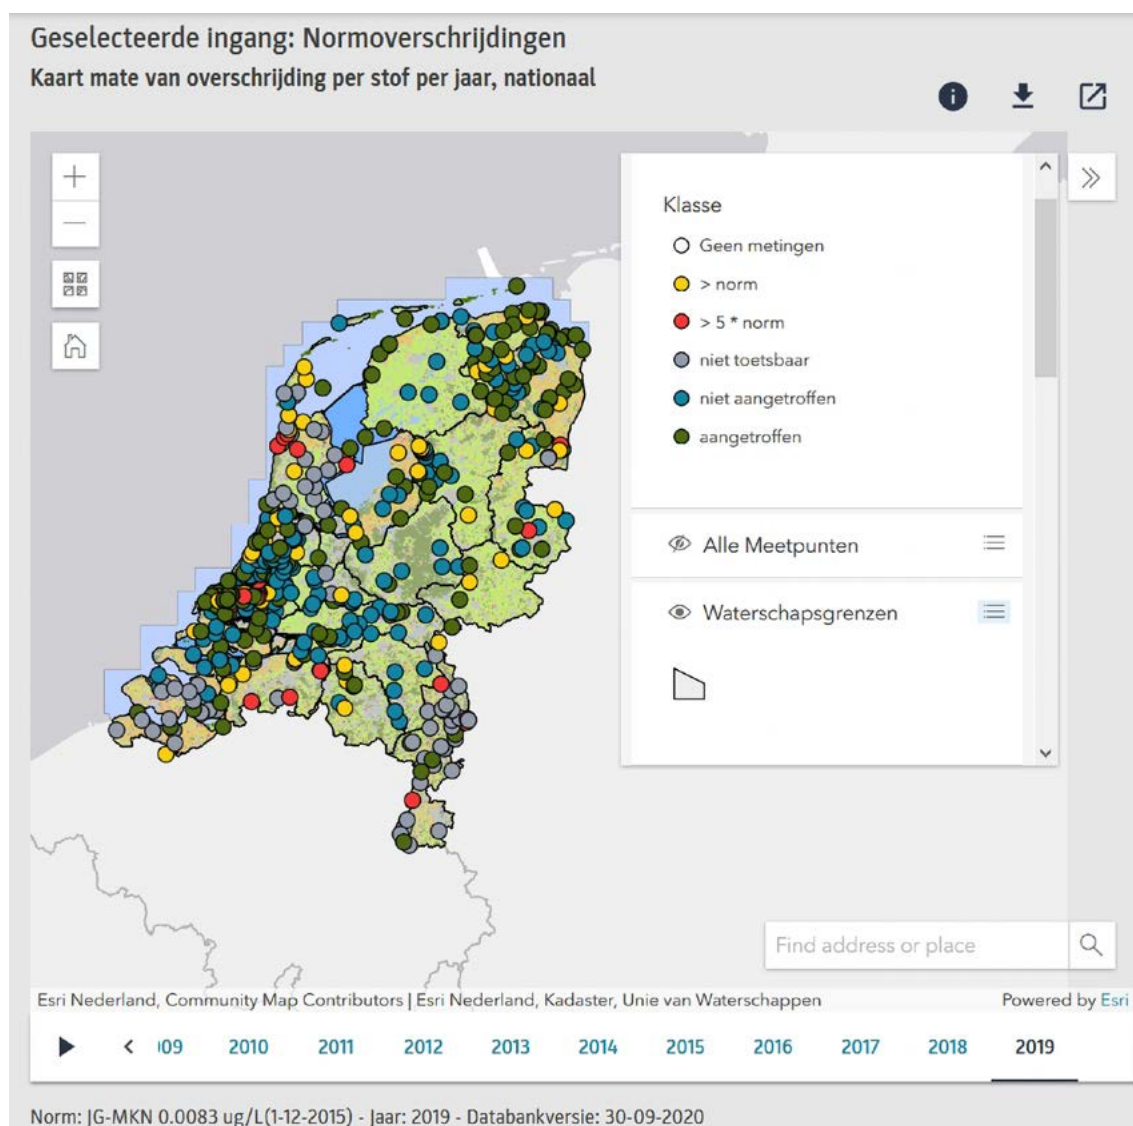 Geselecteerde ingang: Normoverschrijdingen
Kaart mate van overschrijding per stof per jaar, nationaal
Klasse
Geen metingen
> norm
> 5 * norm
niet toetsbaar
niet aangetroffen
aangetroffen
Alle Meetpunten
Waterschapsgrenzen
Find address or place
Esri Nederland, Community Map Contributors | Esri Nederland, Kadaster, Unie van Waterschappen Powered by Esri
009 2010 2011 2012 2013 2014 2015 2016 2017 2018 2019
Norm: JG-MKN 0.0083 ug/L(1-12-2015) - Jaar: 2019 - Databankversie: 30-09-2020